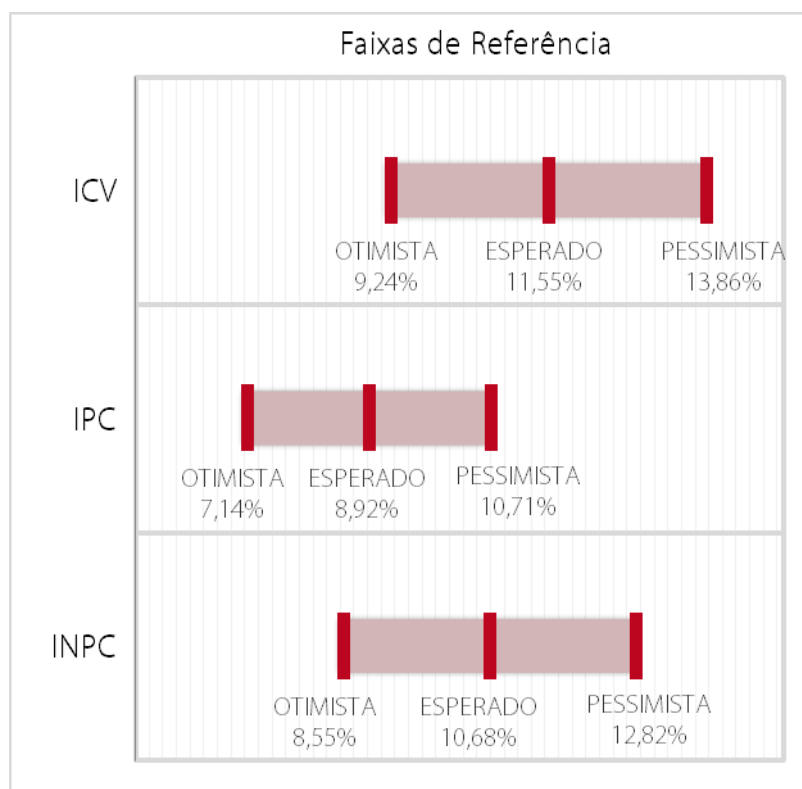 Faixas de Referência
ICV
OTIMISTA ESPERADO PESSIMISTA
9,24% 11,55% 13,86%
IPC
OTIMISTA ESPERADO PESSIMISTA
7,14% 8,92% 10,71%
INPC
OTIMISTA ESPERADO PESSIMISTA
8,55% 10,68% 12,82%